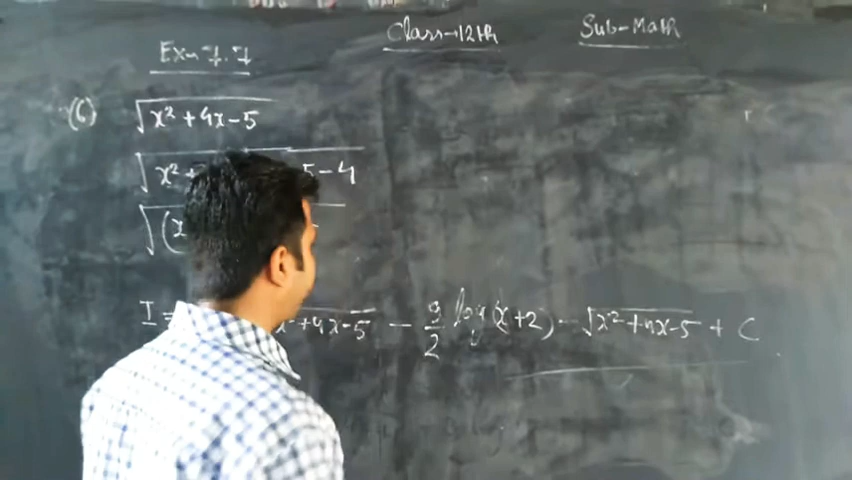 Class-12th Sub-Math
Ex-7.7
(6) √x²+4x-5
√x² 5-4
√(x
I = x²+4x-5 - 9/2 log(x+2) - √x²+4x-5 + C